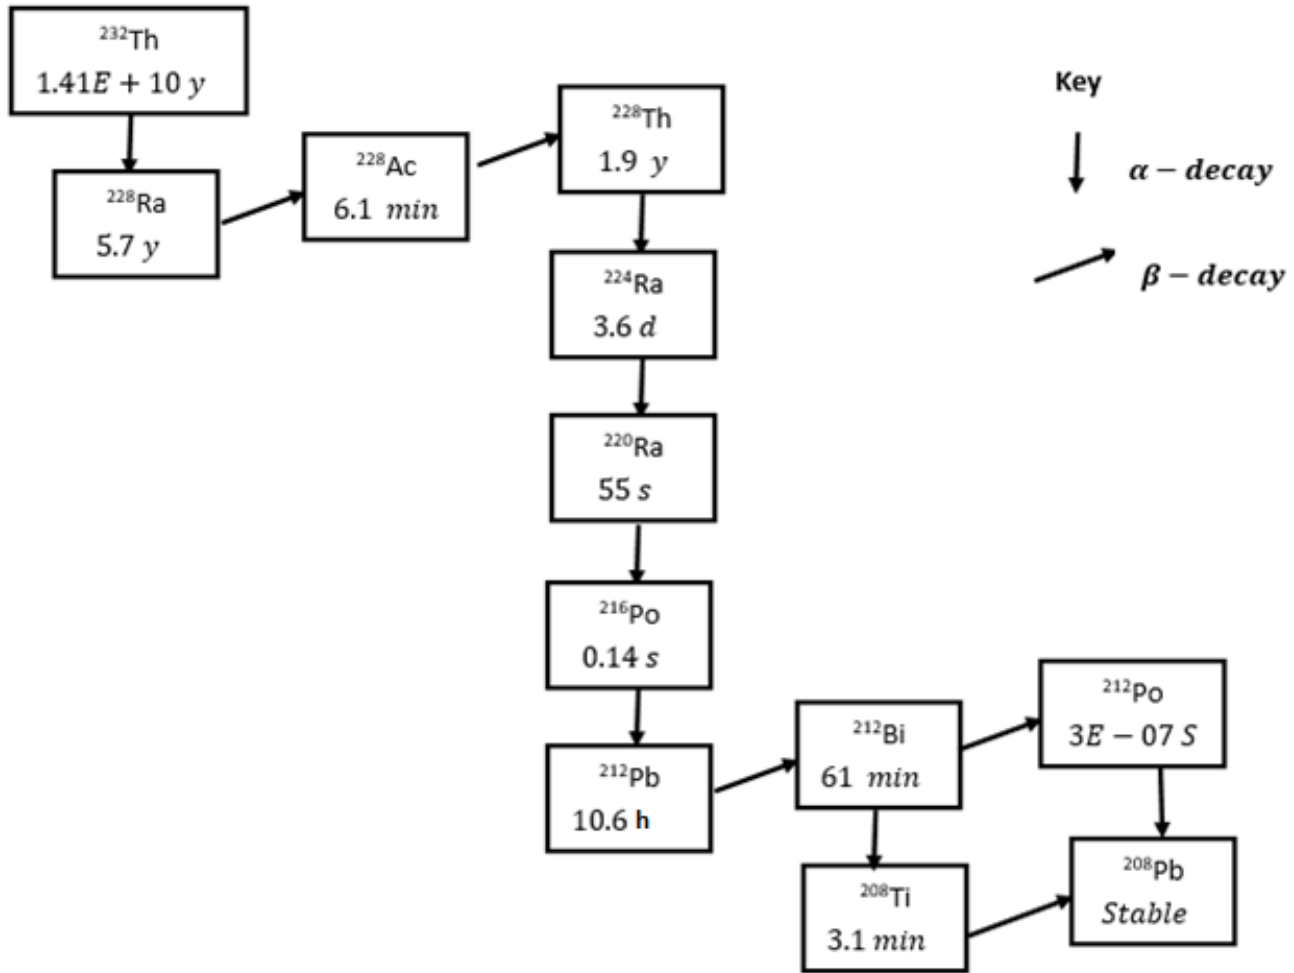 ²³²Th
1.41E + 10 y
²²⁸Ra
5.7 y
²²⁸Ac
6.1 min
²²⁸Th
1.9 y
²²⁴Ra
3.6 d
²²⁰Ra
55 s
²¹⁶Po
0.14 s
²¹²Pb
10.6 h
²¹²Bi
61 min
²¹²Po
3E − 07 S
²⁰⁸Ti
3.1 min
²⁰⁸Pb
Stable
Key
α − decay
β − decay